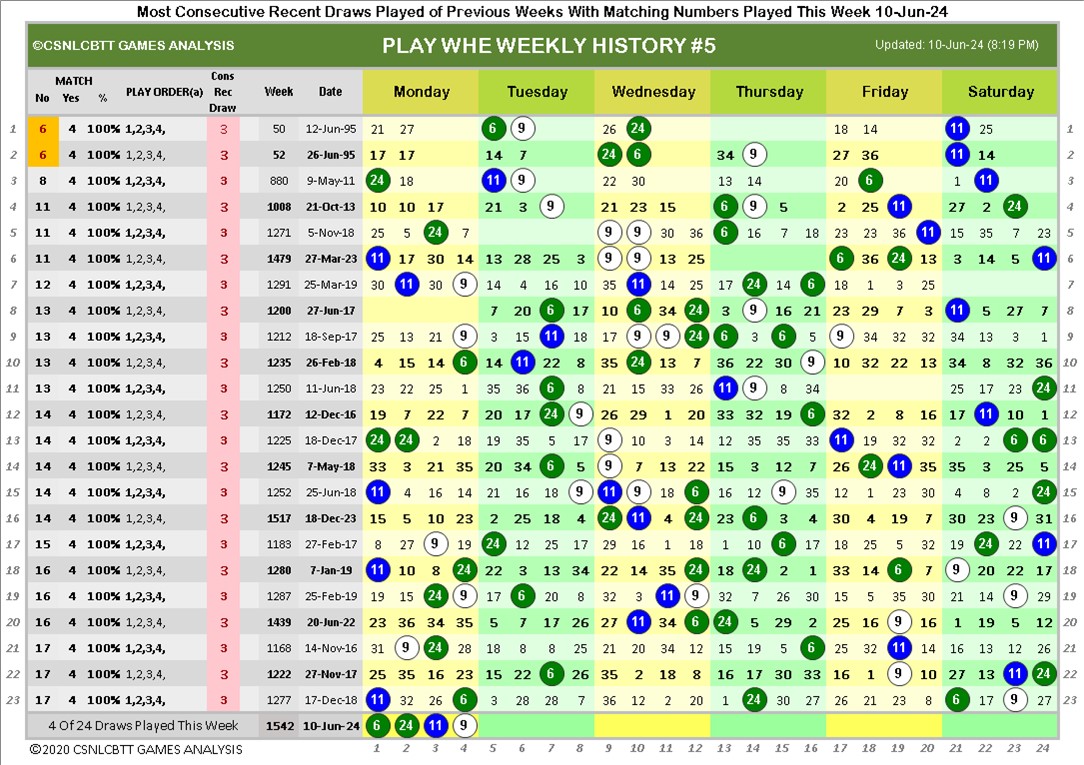 Most Consecutive Recent Draws Played of Previous Weeks With Matching Numbers Played This Week 10-Jun-24
©CSNLCBTT GAMES ANALYSIS PLAY WHE WEEKLY HISTORY #5 Updated: 10-Jun-24 (8:19 PM)
No MATCH Yes % PLAY ORDER(a) Cons Rec Draw Week Date Monday Tuesday Wednesday Thursday Friday Saturday
1 6 4 100% 1,2,3,4, 3 50 12-Jun-95 21 27 6 9 26 24 18 14 11 25 1
2 6 4 100% 1,2,3,4, 3 52 26-Jun-95 17 17 14 7 24 6 34 9 27 36 11 14 2
3 8 4 100% 1,2,3,4, 3 880 9-May-11 24 18 11 9 22 30 13 14 20 6 1 11 3
4 11 4 100% 1,2,3,4, 3 1008 21-Oct-13 10 10 17 21 3 9 21 23 15 6 9 5 2 25 11 27 2 24 4
5 11 4 100% 1,2,3,4, 3 1271 5-Nov-18 25 5 24 7 9 9 30 36 6 16 7 18 23 23 36 11 15 35 7 23 5
6 11 4 100% 1,2,3,4, 3 1479 27-Mar-23 11 17 30 14 13 28 25 3 9 9 13 25 6 36 24 13 3 14 5 11 6
7 12 4 100% 1,2,3,4, 3 1291 25-Mar-19 30 11 30 9 14 4 16 10 35 11 14 25 17 24 14 6 18 1 3 25 7
8 13 4 100% 1,2,3,4, 3 1200 27-Jun-17 7 20 6 17 10 6 34 24 3 9 16 21 23 29 7 3 11 5 27 7 8
9 13 4 100% 1,2,3,4, 3 1212 18-Sep-17 25 13 21 9 3 15 11 18 17 9 9 24 6 3 6 5 9 34 32 32 34 13 3 1 9
10 13 4 100% 1,2,3,4, 3 1235 26-Feb-18 4 15 14 6 14 11 22 8 35 24 13 7 36 22 30 9 10 32 22 13 34 8 32 36 10
11 13 4 100% 1,2,3,4, 3 1250 11-Jun-18 23 22 25 1 35 36 6 8 21 15 33 26 11 9 8 34 25 17 23 24 11
12 14 4 100% 1,2,3,4, 3 1172 12-Dec-16 19 7 22 7 20 17 24 9 26 29 1 20 33 32 19 6 32 2 8 16 17 11 10 1 12
13 14 4 100% 1,2,3,4, 3 1225 18-Dec-17 24 24 2 18 19 35 5 17 9 10 3 14 12 35 35 33 11 19 32 32 2 2 6 6 13
14 14 4 100% 1,2,3,4, 3 1245 7-May-18 33 3 21 35 20 34 6 5 9 7 13 22 15 3 12 7 26 24 11 35 35 3 25 5 14
15 14 4 100% 1,2,3,4, 3 1252 25-Jun-18 11 4 16 14 21 16 18 9 11 9 18 6 16 12 9 35 12 1 23 30 4 8 2 24 15
16 14 4 100% 1,2,3,4, 3 1517 18-Dec-23 15 5 10 23 2 25 18 4 24 11 4 24 23 6 3 4 30 4 19 7 30 23 9 31 16
17 15 4 100% 1,2,3,4, 3 1183 27-Feb-17 8 27 9 19 24 12 25 17 29 16 1 18 1 10 6 17 18 25 5 32 19 24 22 11 17
18 16 4 100% 1,2,3,4, 3 1280 7-Jan-19 11 10 8 24 22 3 13 34 22 14 35 24 18 24 2 1 33 14 6 7 9 20 22 17 18
19 16 4 100% 1,2,3,4, 3 1287 25-Feb-19 19 15 24 9 17 6 20 8 32 3 11 9 32 7 26 30 15 5 35 30 21 14 9 29 19
20 16 4 100% 1,2,3,4, 3 1439 20-Jun-22 23 36 34 35 5 7 17 26 27 11 34 6 24 5 29 2 25 16 9 16 1 19 5 12 20
21 17 4 100% 1,2,3,4, 3 1168 14-Nov-16 31 9 24 28 18 8 8 25 21 20 34 12 15 19 5 6 25 32 11 14 16 13 12 26 21
22 17 4 100% 1,2,3,4, 3 1222 27-Nov-17 25 35 16 23 15 22 6 26 35 2 18 8 16 17 30 33 16 1 9 10 27 13 11 24 22
23 17 4 100% 1,2,3,4, 3 1277 17-Dec-18 11 32 26 6 3 28 28 7 36 12 2 20 1 24 30 27 26 21 23 8 6 17 9 27 23
4 Of 24 Draws Played This Week 1542 10-Jun-24 6 24 11 9
©2020 CSNLCBTT GAMES ANALYSIS 1 2 3 4 5 6 7 8 9 10 11 12 13 14 15 16 17 18 19 20 21 22 23 24